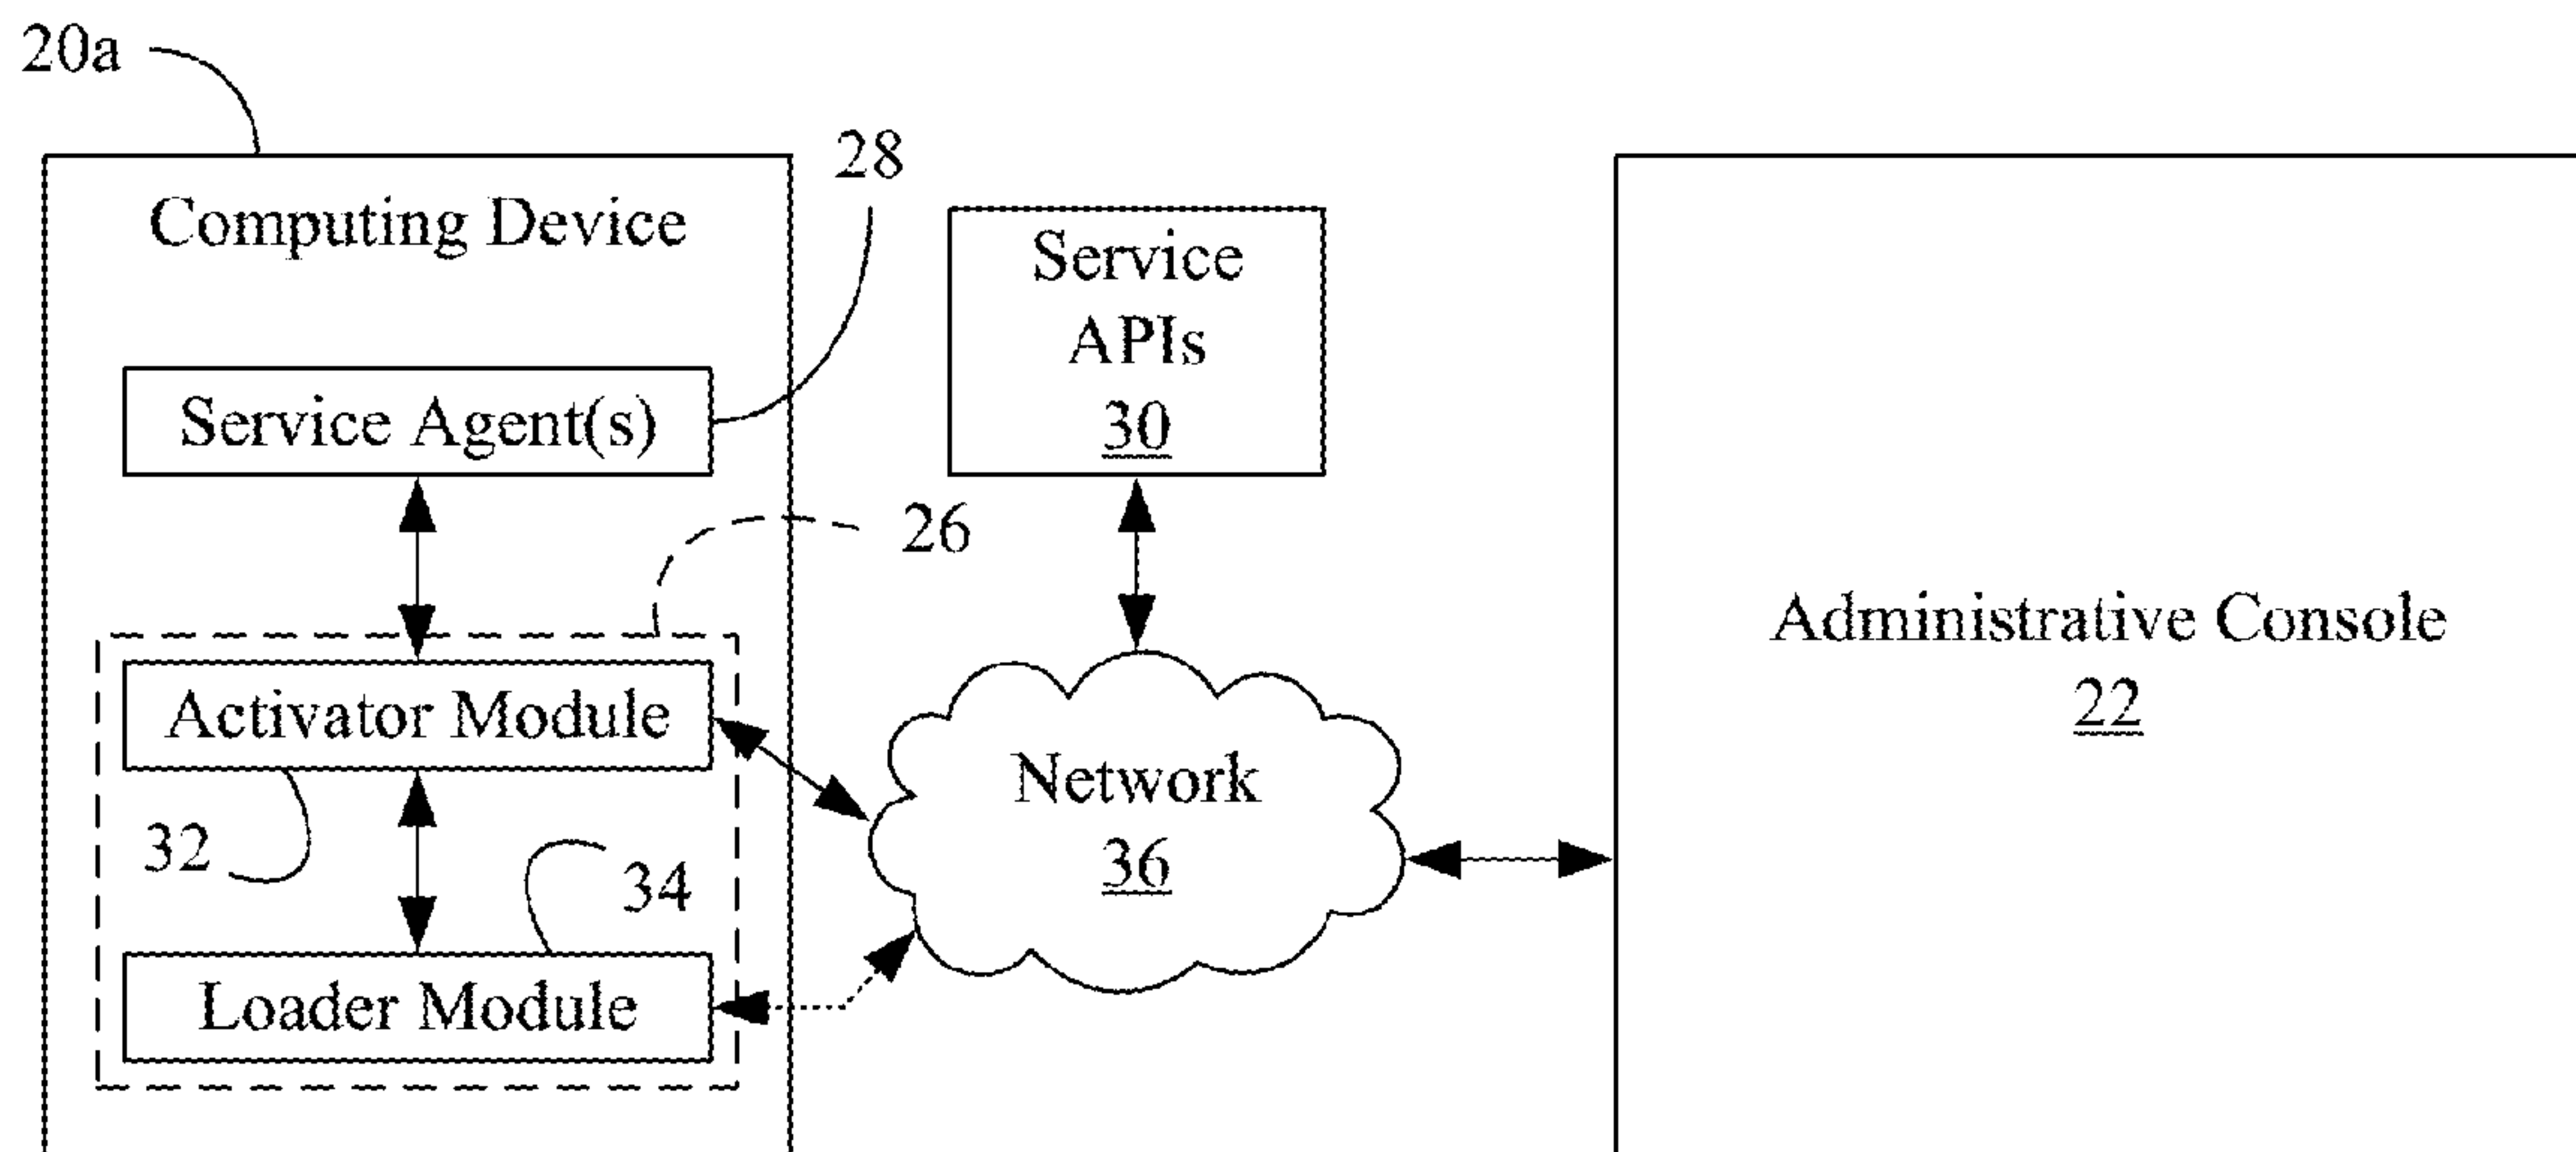 20a
Computing Device
28
Service Agent(s)
26
Activator Module
32
34
Loader Module
Service
APIs
30
Network
36
Administrative Console
22